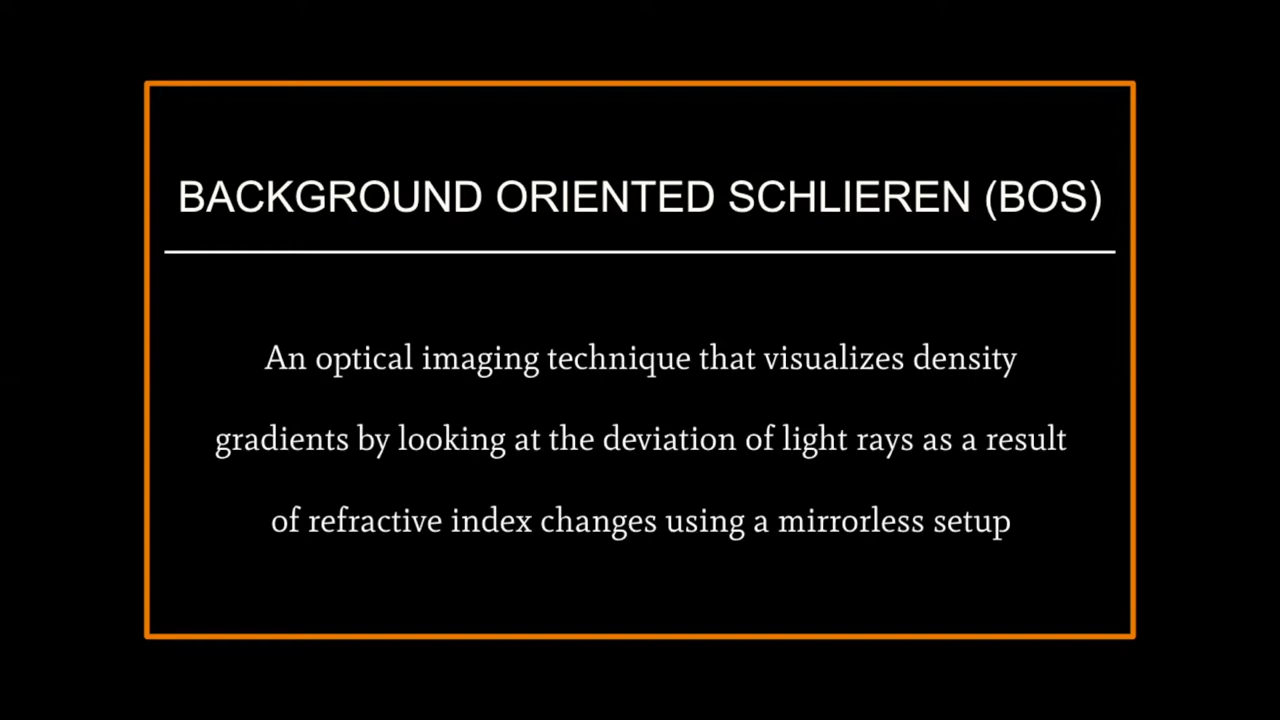 BACKGROUND ORIENTED SCHLIEREN (BOS)
An optical imaging technique that visualizes density
gradients by looking at the deviation of light rays as a result
of refractive index changes using a mirrorless setup